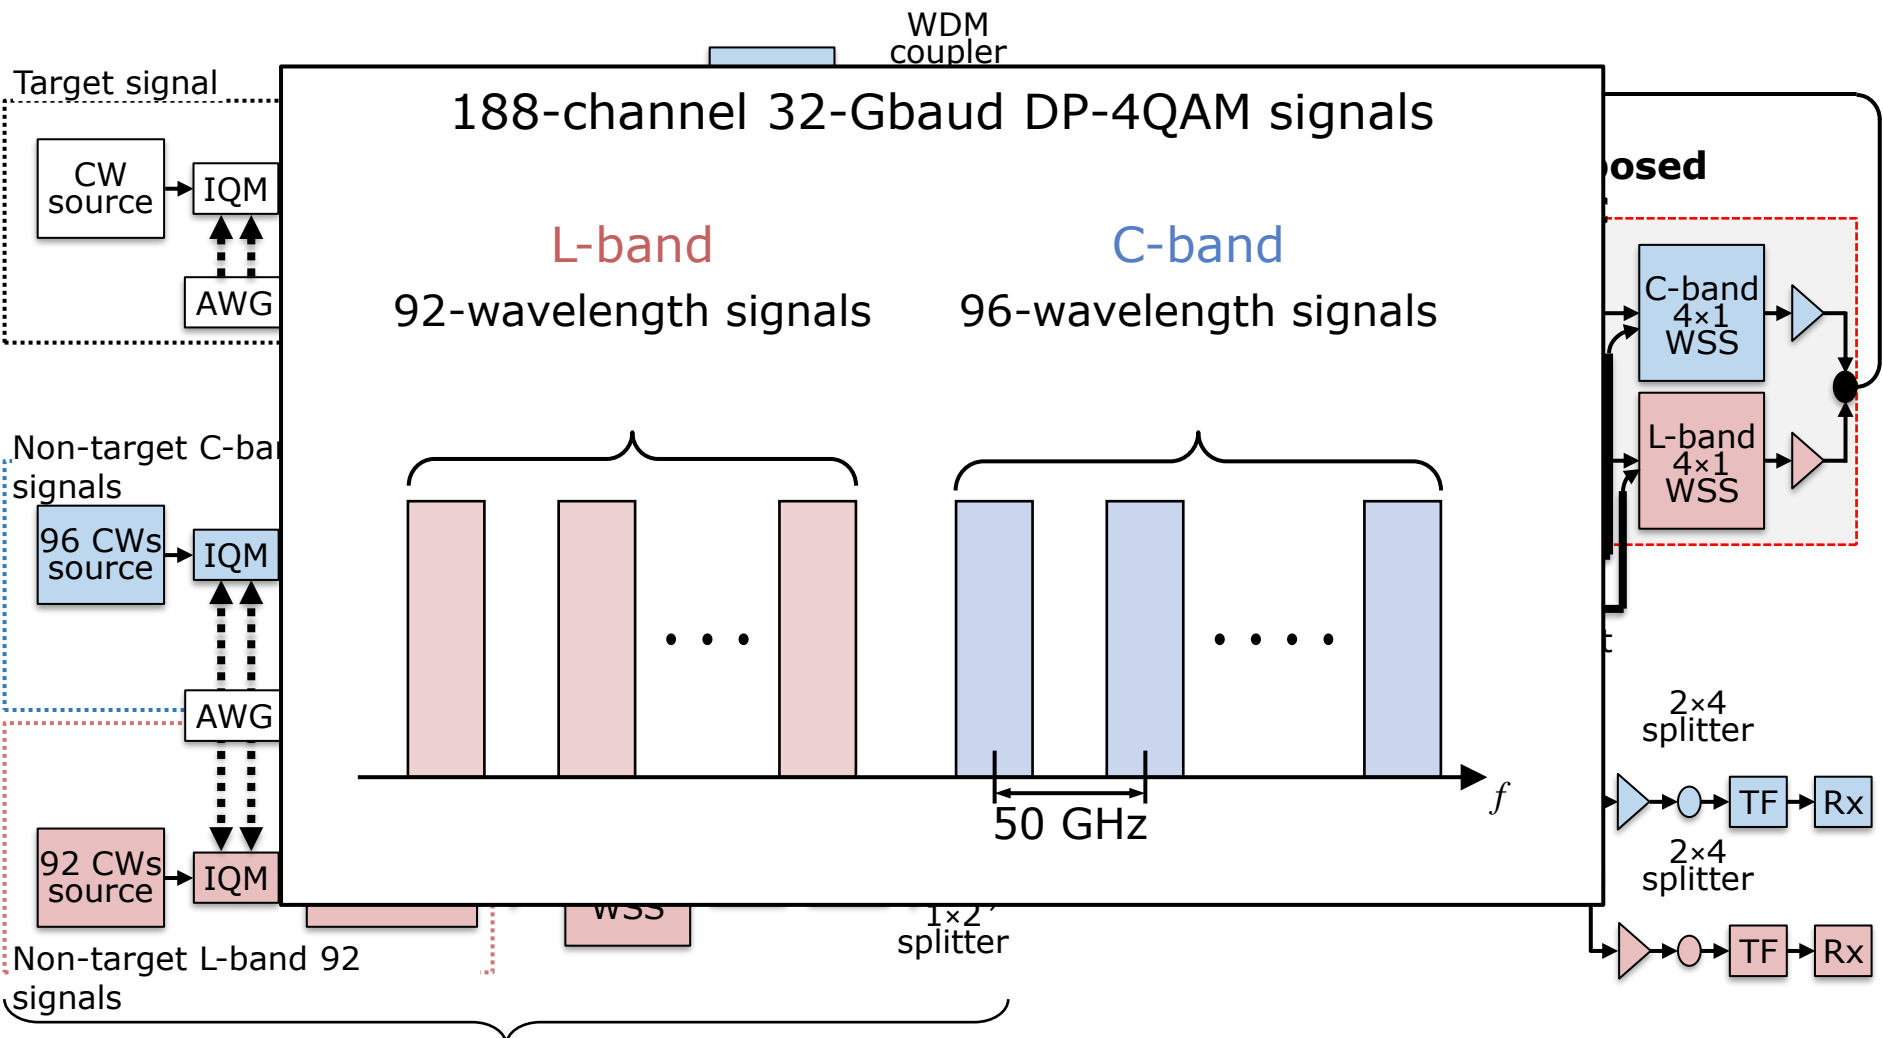 WDM
coupler
Target signal
188-channel 32-Gbaud DP-4QAM signals
CW
source
IQM
AWG
posed
L-band
C-band
92-wavelength signals
96-wavelength signals
C-band
4×1
WSS
L-band
4×1
WSS
Non-target C-ban
signals
96 CWs
source
IQM
AWG
50 GHz
f
t
2×4
splitter
TF
Rx
2×4
splitter
92 CWs
source
IQM
WSS
1×2
splitter
TF
Rx
Non-target L-band 92
signals